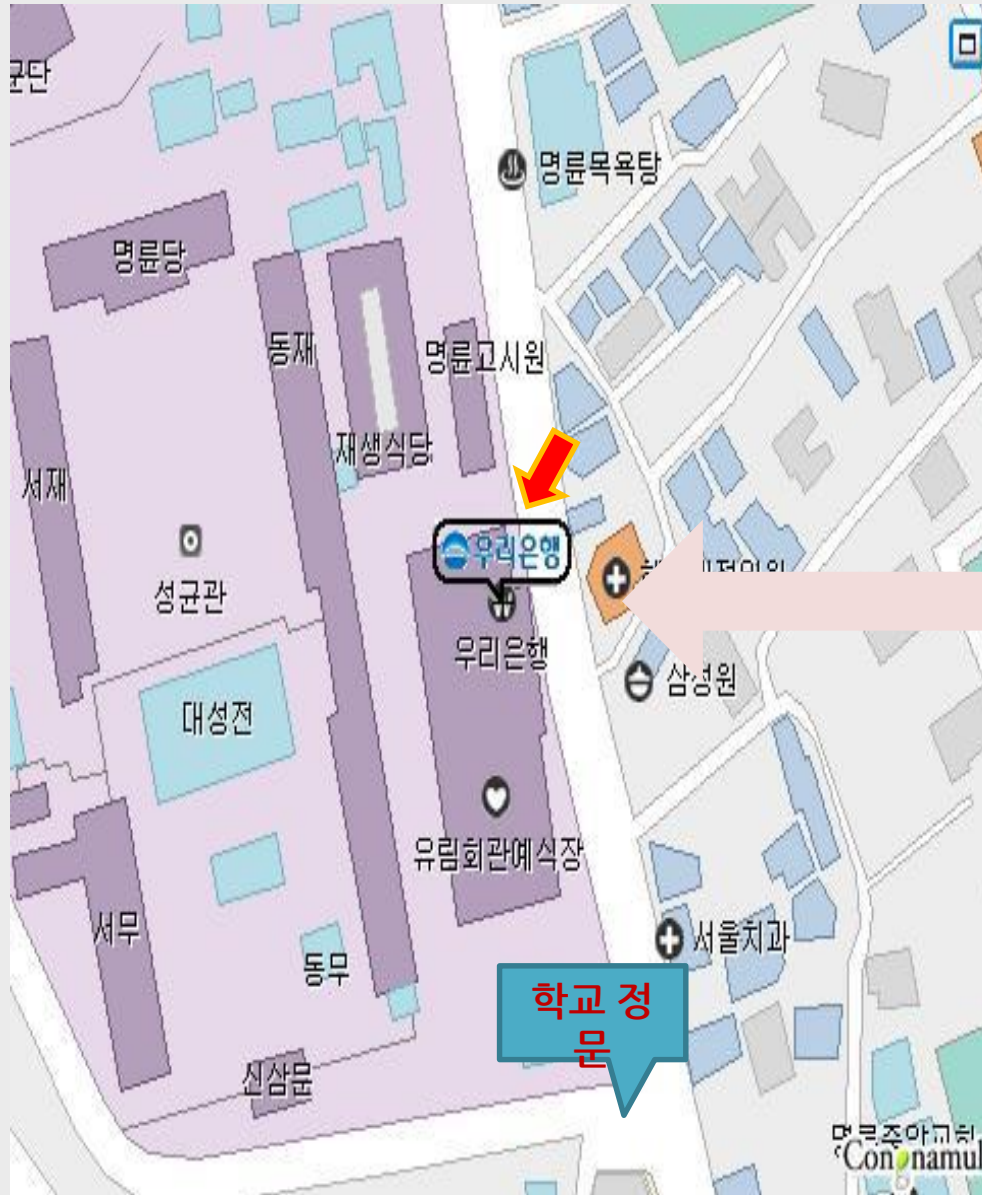 균단
명륜목욕탕
명륜당
동재
명륜고시원
재생식당
서재
우리은행
성균관
우리은행
삼성원
대성전
유림회관예식장
서무
서울치과
동무
학교 정
문
신삼문
Congnamul